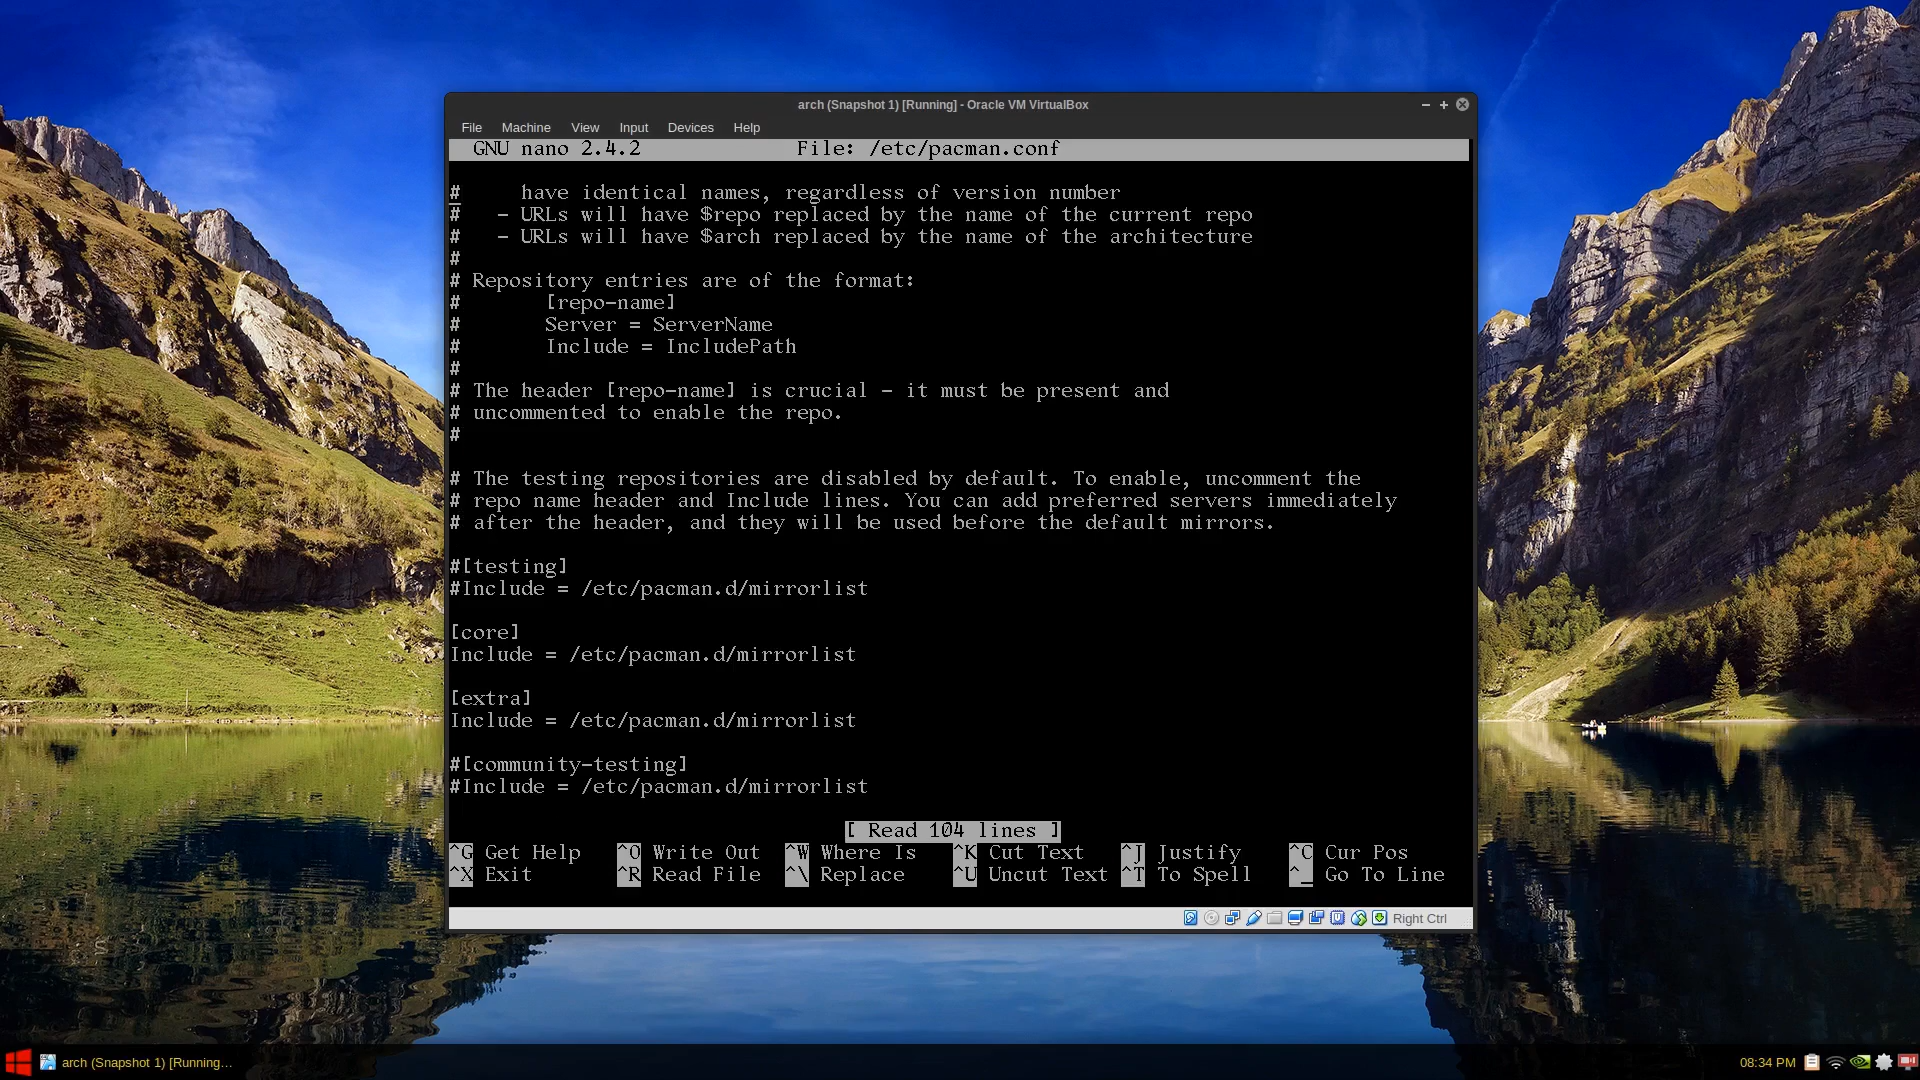 arch (Snapshot 1) [Running] - Oracle VM VirtualBox
File Machine View Input Devices Help
GNU nano 2.4.2 File: /etc/pacman.conf
#     have identical names, regardless of version number
#   - URLs will have $repo replaced by the name of the current repo
#   - URLs will have $arch replaced by the name of the architecture
#
# Repository entries are of the format:
#       [repo-name]
#       Server = ServerName
#       Include = IncludePath
#
# The header [repo-name] is crucial - it must be present and
# uncommented to enable the repo.
#
# The testing repositories are disabled by default. To enable, uncomment the
# repo name header and Include lines. You can add preferred servers immediately
# after the header, and they will be used before the default mirrors.
#[testing]
#Include = /etc/pacman.d/mirrorlist
[core]
Include = /etc/pacman.d/mirrorlist
[extra]
Include = /etc/pacman.d/mirrorlist
#[community-testing]
#Include = /etc/pacman.d/mirrorlist
[ Read 104 lines ]
^G Get Help ^O Write Out ^W Where Is ^K Cut Text ^J Justify ^C Cur Pos
^X Exit ^R Read File ^\ Replace ^U Uncut Text ^T To Spell ^_ Go To Line
Right Ctrl
arch (Snapshot 1) [Running... 08:34 PM